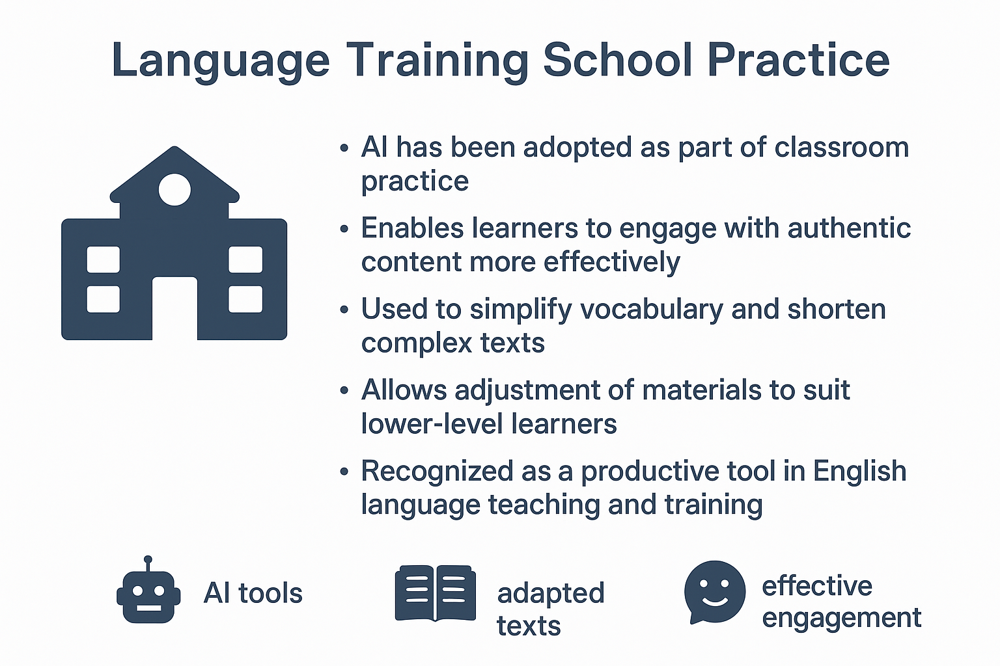 Language Training School Practice
• AI has been adopted as part of classroom
practice
• Enables learners to engage with authentic
content more effectively
• Used to simplify vocabulary and shorten
complex texts
• Allows adjustment of materials to suit
lower-level learners
• Recognized as a productive tool in English
language teaching and training
AI tools
adapted
texts
effective
engagement